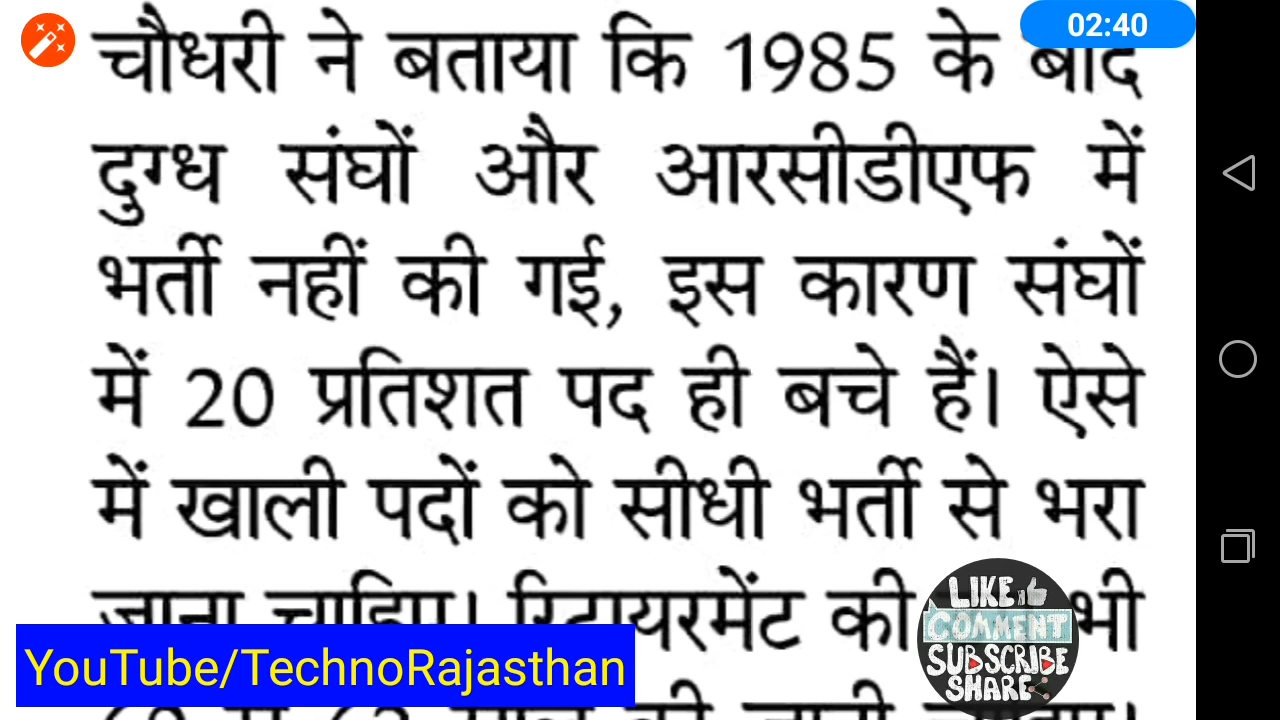 02:40
चौधरी ने बताया कि 1985 के बाद
दुग्ध संघों और आरसीडीएफ में
भर्ती नहीं की गई, इस कारण संघों
में 20 प्रतिशत पद ही बचे हैं। ऐसे
में खाली पदों को सीधी भर्ती से भरा
जाना चाहिए। रिटायरमेंट की भी
YouTube/TechnoRajasthan
LIKE
COMMENT
SUBSCRIBE
SHARE